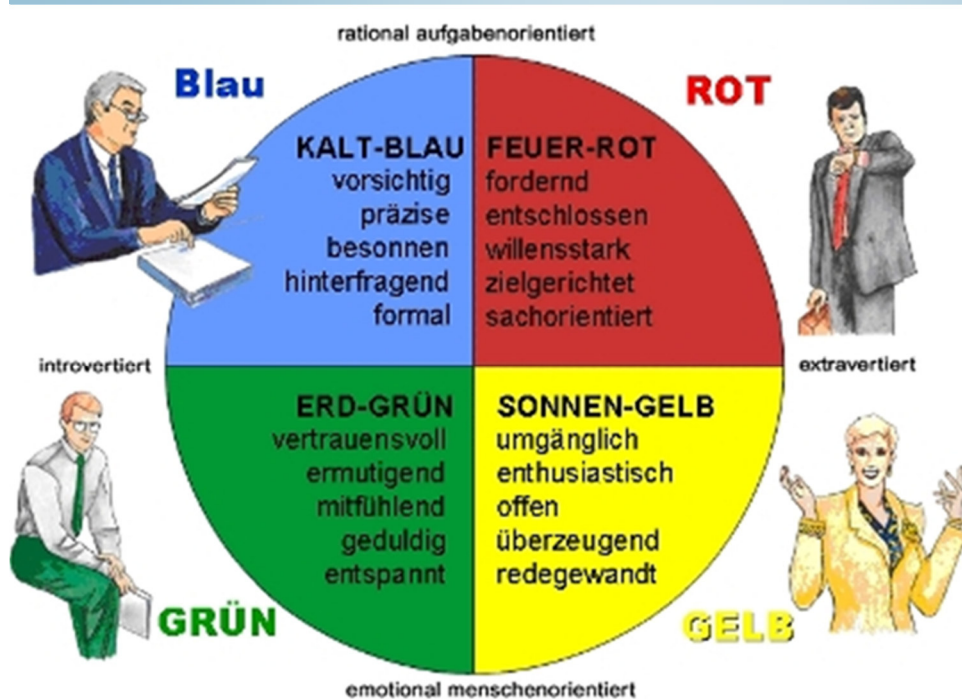 rational aufgabenorientiert
Blau
ROT
KALT-BLAU
vorsichtig
präzise
besonnen
hinterfragend
formal
FEUER-ROT
fordernd
entschlossen
willensstark
zielgerichtet
sachorientiert
introvertiert
extravertiert
ERD-GRÜN
vertrauensvoll
ermutigend
mitfühlend
geduldig
entspannt
SONNEN-GELB
umgänglich
enthusiastisch
offen
überzeugend
redegewandt
GRÜN
GELB
emotional menschenorientiert